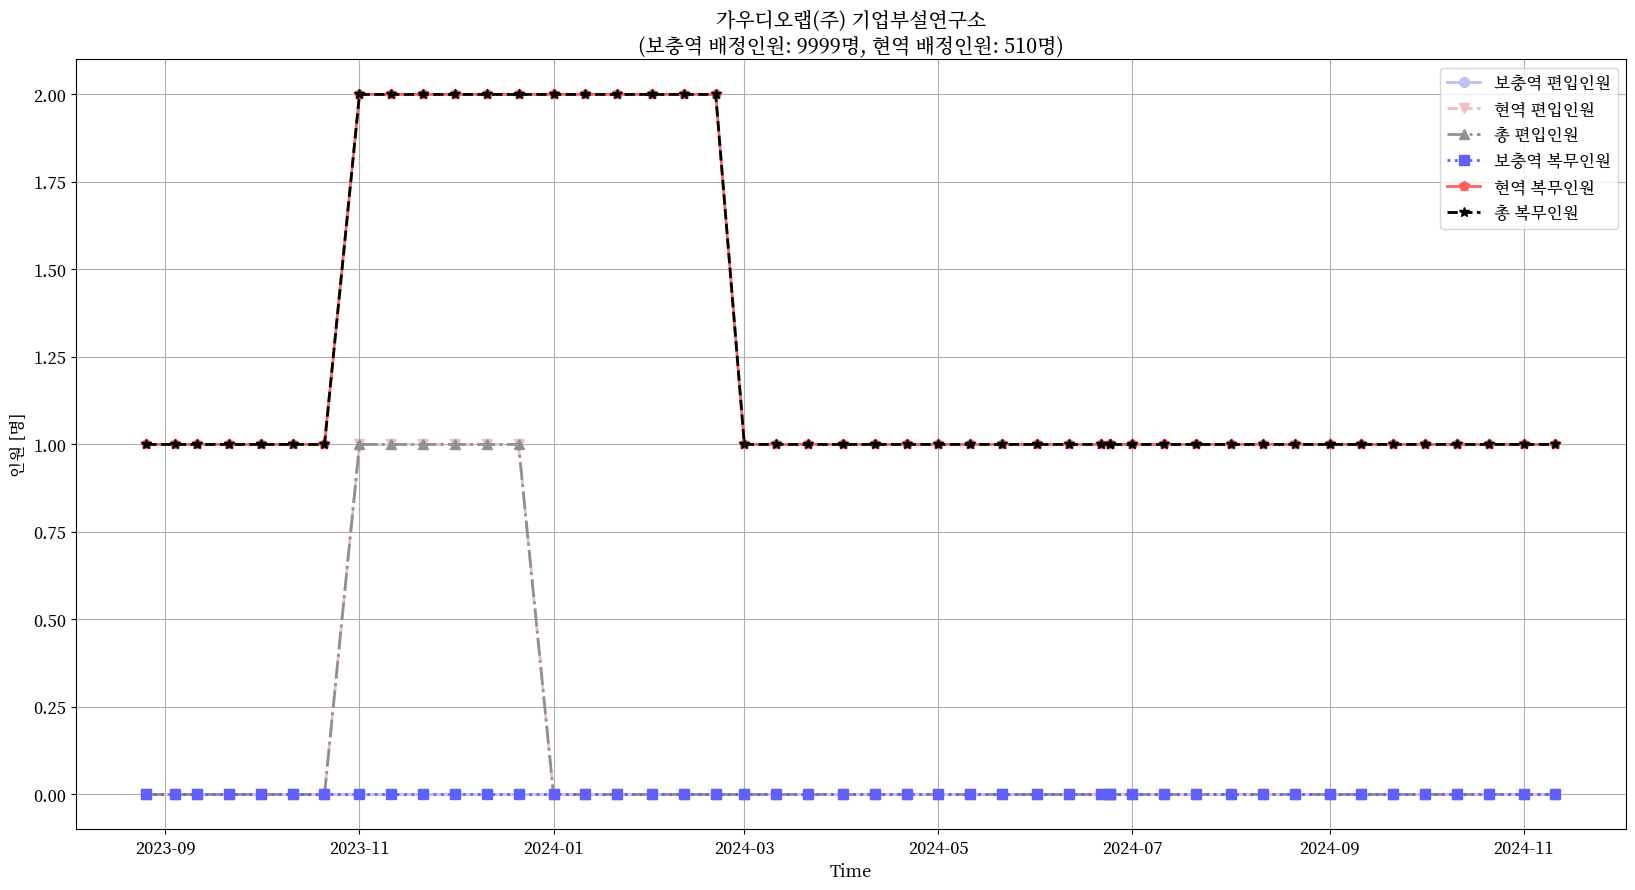 가우디오랩(주) 기업부설연구소
(보충역 배정인원: 9999명, 현역 배정인원: 510명)
보충역 편입인원
현역 편입인원
총 편입인원
보충역 복무인원
현역 복무인원
총 복무인원
인원 [명]
2.00
1.75
1.50
1.25
1.00
0.75
0.50
0.25
0.00
2023-09
2023-11
2024-01
2024-03
2024-05
2024-07
2024-09
2024-11
Time